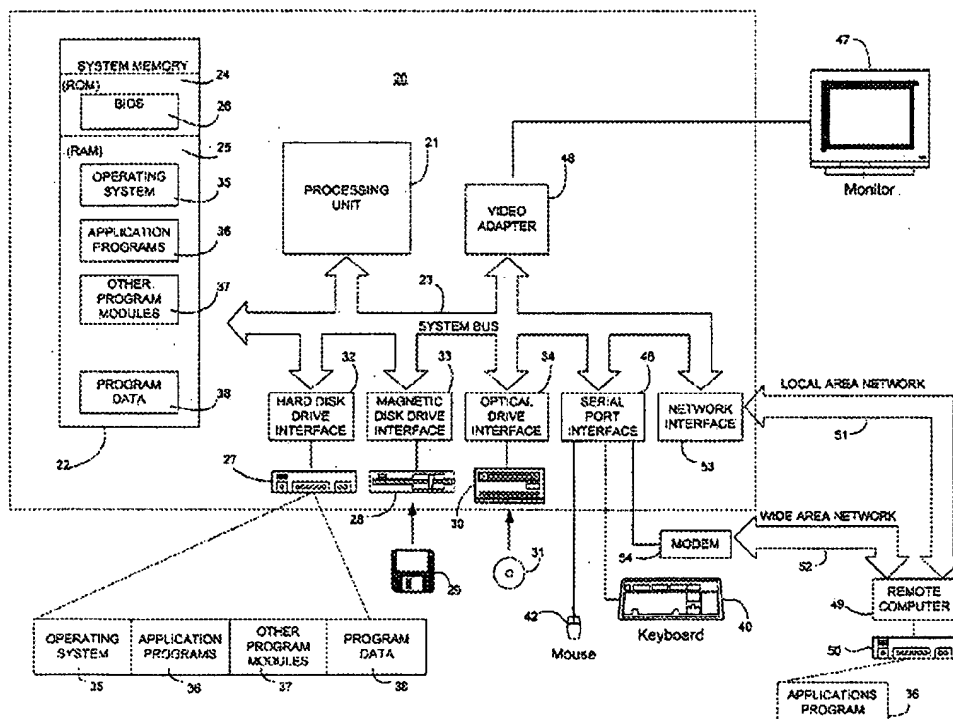 SYSTEM MEMORY
24
(ROM)
BIOS
26
25
(RAM)
OPERATING
SYSTEM
35
APPLICATION
PROGRAMS
36
OTHER
PROGRAM
MODULES
37
PROGRAM
DATA
38
22
20
PROCESSING
UNIT
21
VIDEO
ADAPTER
48
47
Monitor
23
SYSTEM BUS
HARD DISK
DRIVE
INTERFACE
32
MAGNETIC
DISK DRIVE
INTERFACE
33
OPTICAL
DRIVE
INTERFACE
34
SERIAL
PORT
INTERFACE
46
NETWORK
INTERFACE
53
LOCAL AREA NETWORK
51
27
28
30
29
31
WIDE AREA NETWORK
52
MODEM
54
42
Mouse
Keyboard
40
REMOTE
COMPUTER
49
50
APPLICATIONS
PROGRAM
36
OPERATING
SYSTEM
35
APPLICATION
PROGRAMS
36
OTHER
PROGRAM
MODULES
37
PROGRAM
DATA
38